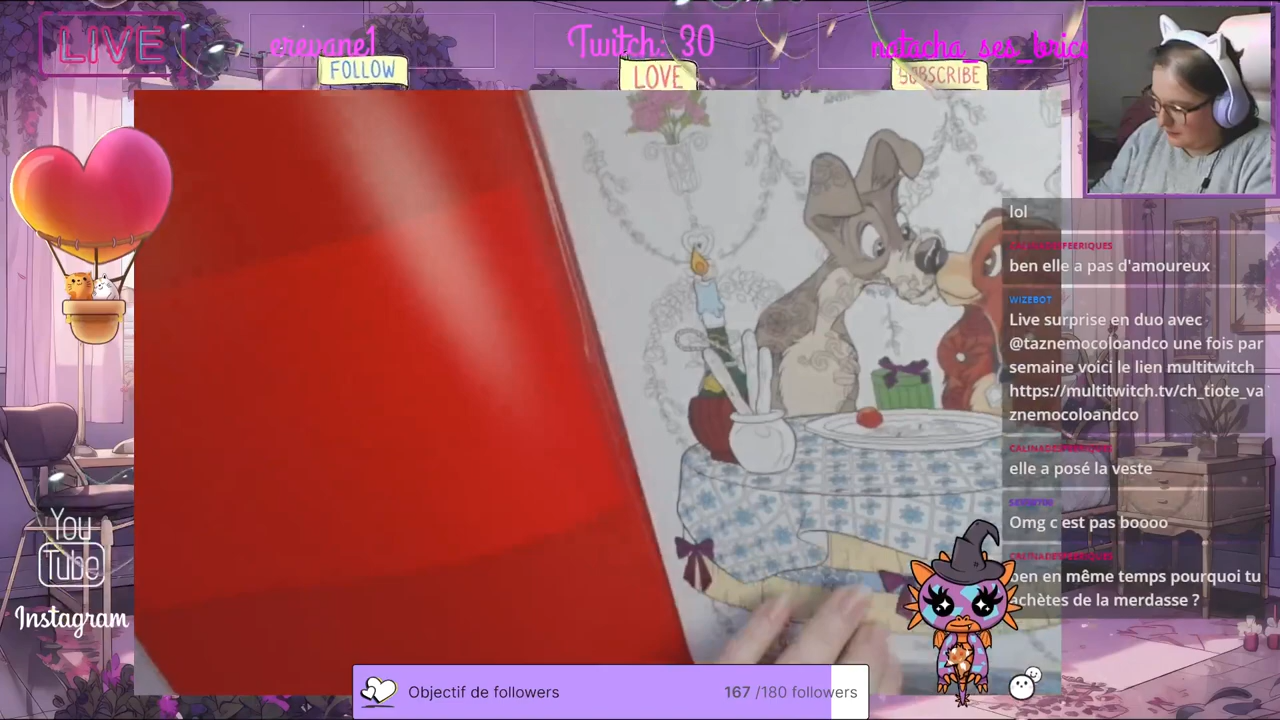 LIVE
erevane1
Twitch: 30
natacha_ses_brics
FOLLOW
LOVE
SUBSCRIBE
lol
ben elle a pas d'amoureux
WIZEBOT
Live surprise en duo avec
@taznemocoloandco une fois par
semaine voici le lien multitwitch
https://multitwitch.tv/ch_tiote_va
znemocoloandco
elle a posé la veste
Omg c est pas boooo
ben en même temps pourquoi tu
achètes de la merdasse ?
You
Tube
Instagram
Objectif de followers
167 /180 followers